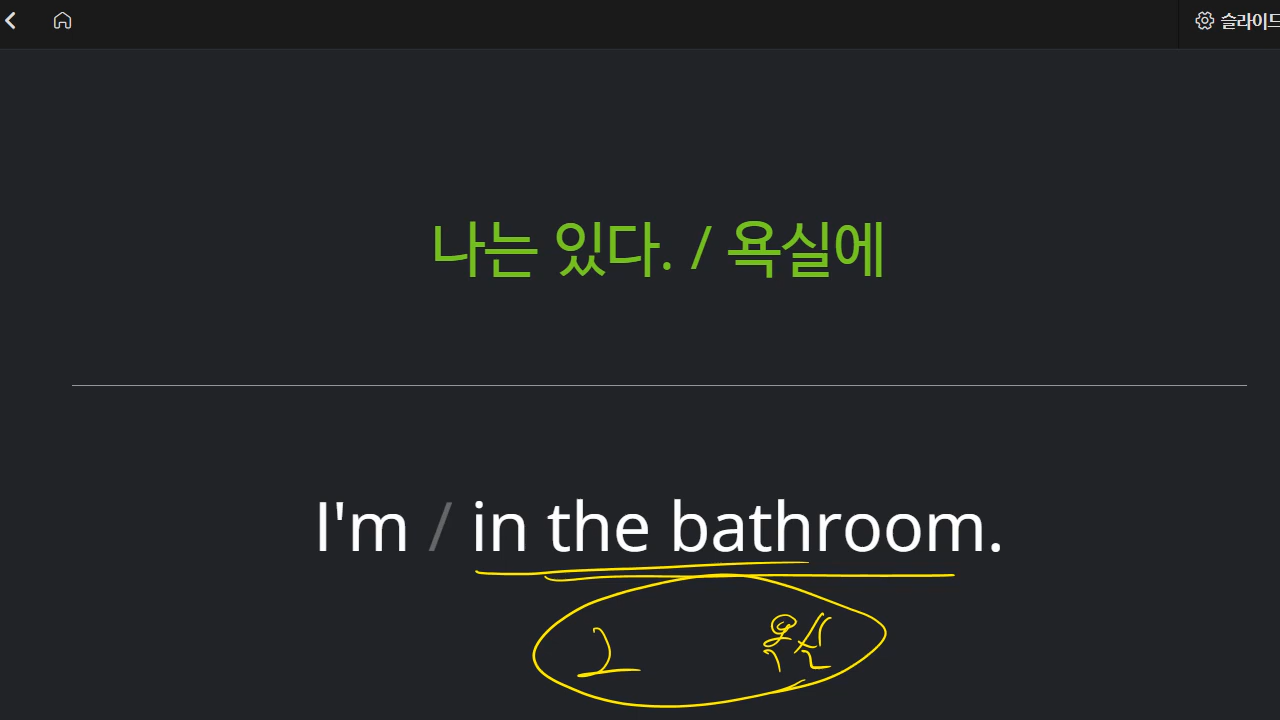 슬라이드
나는 있다. / 욕실에
I'm / in the bathroom.
그 욕실